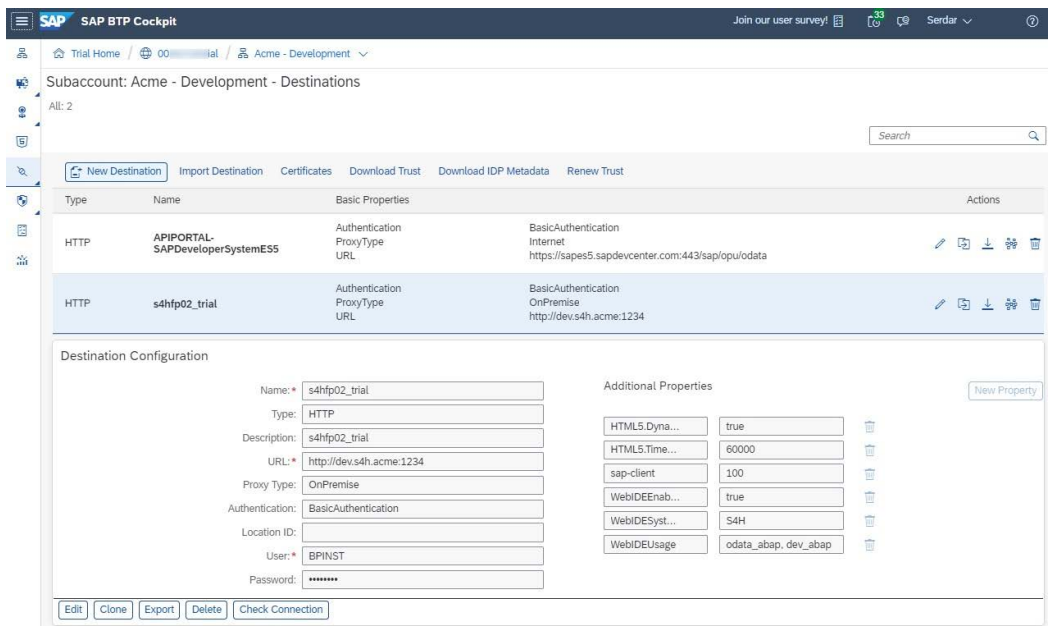 SAP SAP BTP Cockpit Join our user survey! 33 Serdar
Trial Home / 00 ial / Acme - Development
Subaccount: Acme - Development - Destinations
All: 2
Search
New Destination Import Destination Certificates Download Trust Download IDP Metadata Renew Trust
Type Name Basic Properties Actions
HTTP APIPORTAL-SAPDeveloperSystemES5 Authentication BasicAuthentication
ProxyType Internet
URL https://sapes5.sapdevcenter.com:443/sap/opu/odata
HTTP s4hfp02_trial Authentication BasicAuthentication
ProxyType OnPremise
URL http://dev.s4h.acme:1234
Destination Configuration
Name:* s4hfp02_trial
Type: HTTP
Description: s4hfp02_trial
URL:* http://dev.s4h.acme:1234
Proxy Type: OnPremise
Authentication: BasicAuthentication
Location ID:
User:* BPINST
Password: ••••••••
Additional Properties New Property
HTML5.Dyna... true
HTML5.Time... 60000
sap-client 100
WebIDEEnab... true
WebIDESyst... S4H
WebIDEUsage odata_abap, dev_abap
Edit Clone Export Delete Check Connection